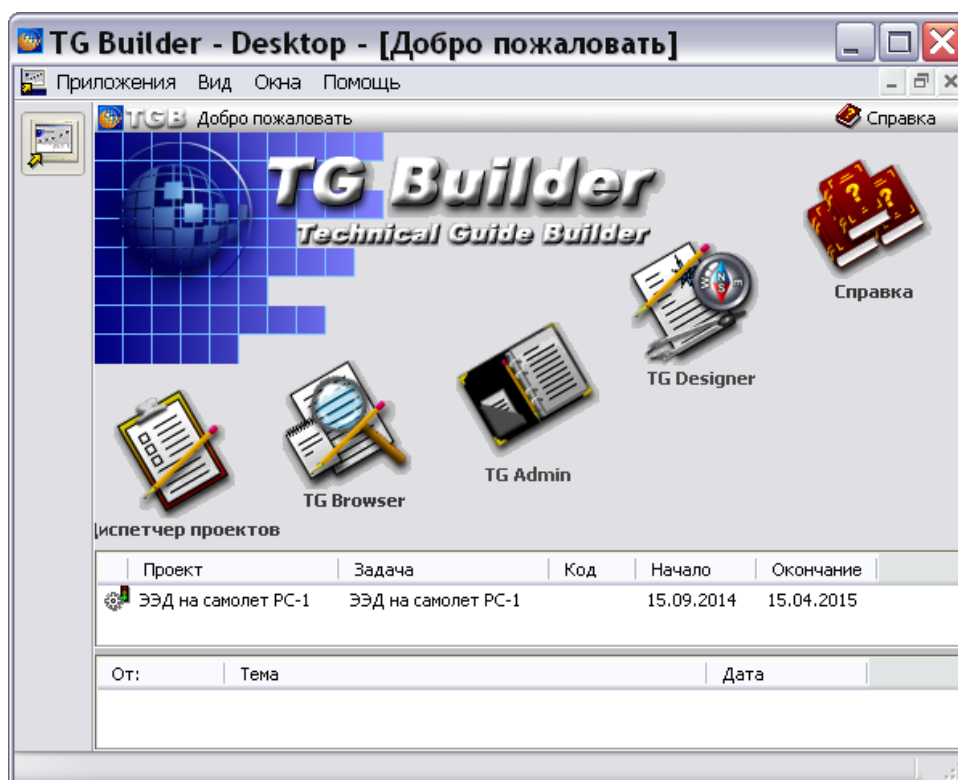 TG Builder - Desktop - [Добро пожаловать]
Приложения Вид Окна Помощь
TGB Добро пожаловать Справка
TG Builder
Technical Guide Builder
Справка
TG Designer
TG Admin
TG Browser
Диспетчер проектов
Проект Задача Код Начало Окончание
ЭЭД на самолет РС-1 ЭЭД на самолет РС-1 15.09.2014 15.04.2015
От: Тема Дата